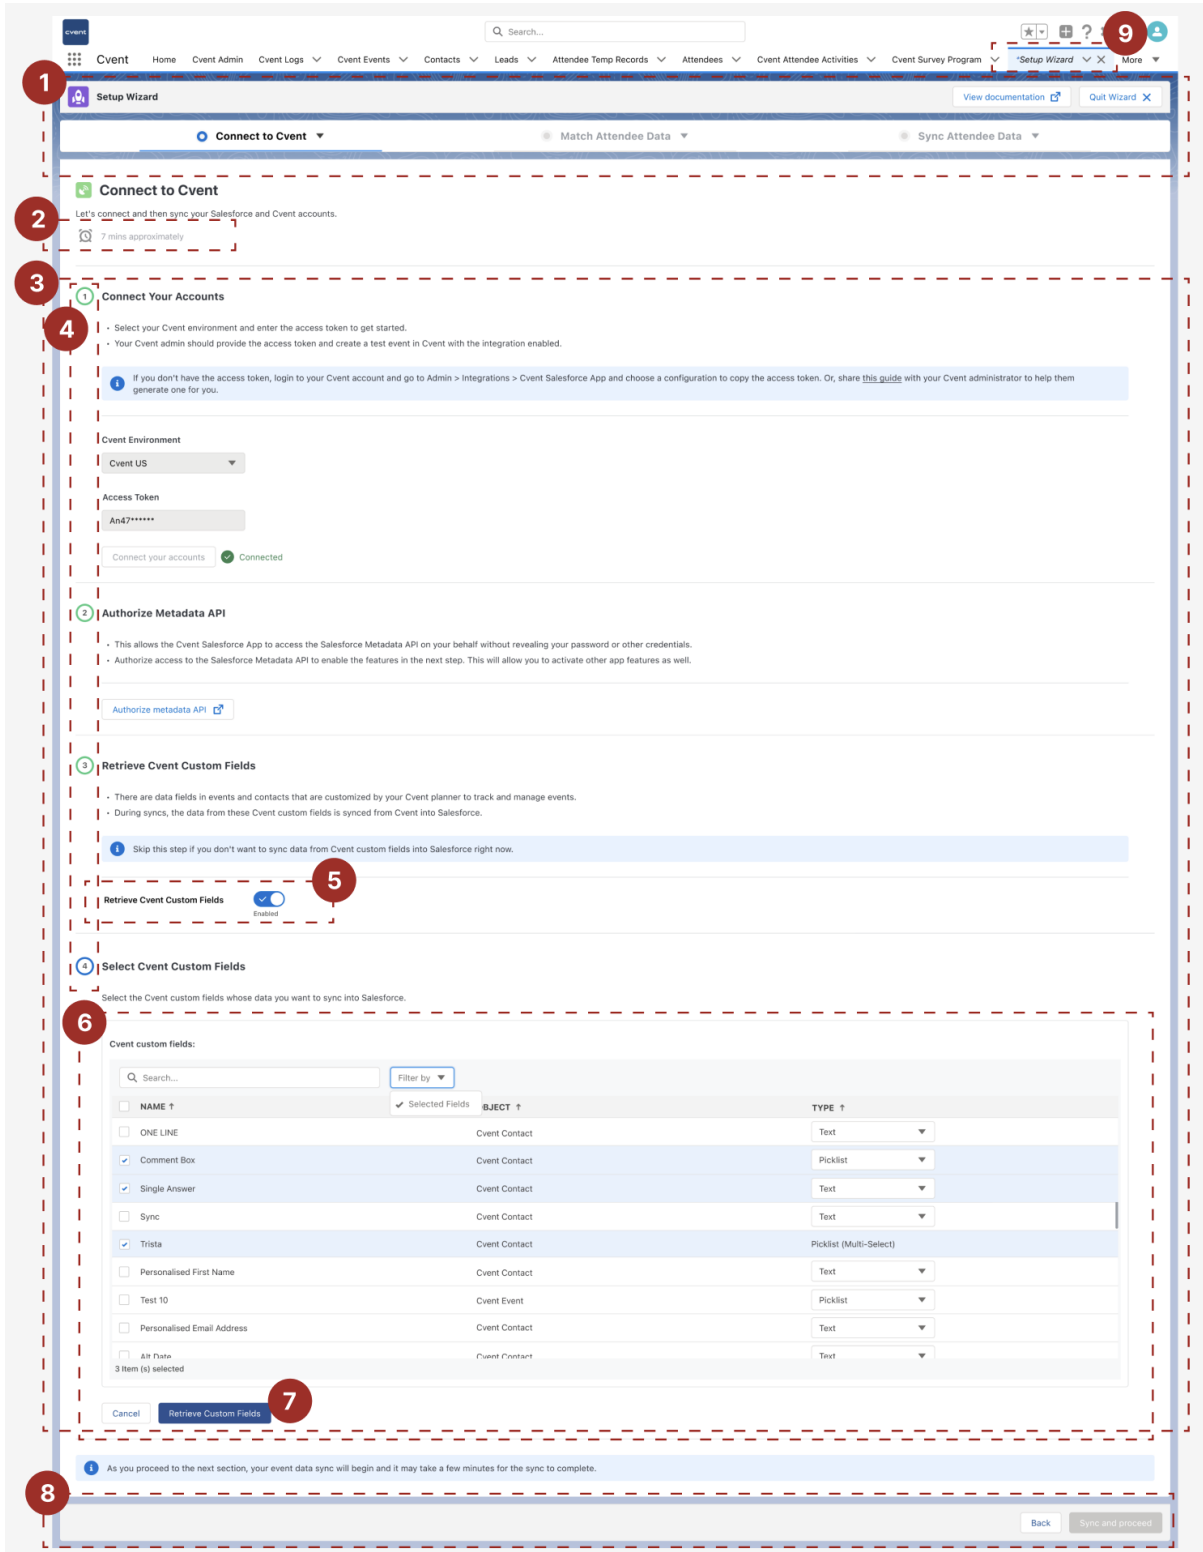 cvent
Search...
9
Cvent Home Cvent Admin Cvent Logs Cvent Events Contacts Leads Attendee Temp Records Attendees Cvent Attendee Activities Cvent Survey Program *Setup Wizard More
1
Setup Wizard View documentation Quit Wizard
Connect to Cvent Match Attendee Data Sync Attendee Data
Connect to Cvent
Let's connect and then sync your Salesforce and Cvent accounts.
2
7 mins approximately
3
1 Connect Your Accounts
4
• Select your Cvent environment and enter the access token to get started.
• Your Cvent admin should provide the access token and create a test event in Cvent with the integration enabled.
If you don't have the access token, login to your Cvent account and go to Admin > Integrations > Cvent Salesforce App and choose a configuration to copy the access token. Or, share this guide with your Cvent administrator to help them
generate one for you.
Cvent Environment
Cvent US
Access Token
An47******
Connect your accounts Connected
2 Authorize Metadata API
• This allows the Cvent Salesforce App to access the Salesforce Metadata API on your behalf without revealing your password or other credentials.
• Authorize access to the Salesforce Metadata API to enable the features in the next step. This will allow you to activate other app features as well.
Authorize metadata API
3 Retrieve Cvent Custom Fields
• There are data fields in events and contacts that are customized by your Cvent planner to track and manage events.
• During syncs, the data from these Cvent custom fields is synced from Cvent into Salesforce.
Skip this step if you don't want to sync data from Cvent custom fields into Salesforce right now.
5
Retrieve Cvent Custom Fields
Enabled
4 Select Cvent Custom Fields
Select the Cvent custom fields whose data you want to sync into Salesforce.
6
Cvent custom fields:
Search... Filter by
Selected Fields
NAME ↑ BJECT ↑ TYPE ↑
ONE LINE Cvent Contact Text
Comment Box Cvent Contact Picklist
Single Answer Cvent Contact Text
Sync Cvent Contact Text
Trista Cvent Contact Picklist (Multi-Select)
Personalised First Name Cvent Contact Text
Test 10 Cvent Event Picklist
Personalised Email Address Cvent Contact Text
Alt Date Cvent Contact Text
3 Item (s) selected
7
Cancel Retrieve Custom Fields
As you proceed to the next section, your event data sync will begin and it may take a few minutes for the sync to complete.
8
Back Sync and proceed